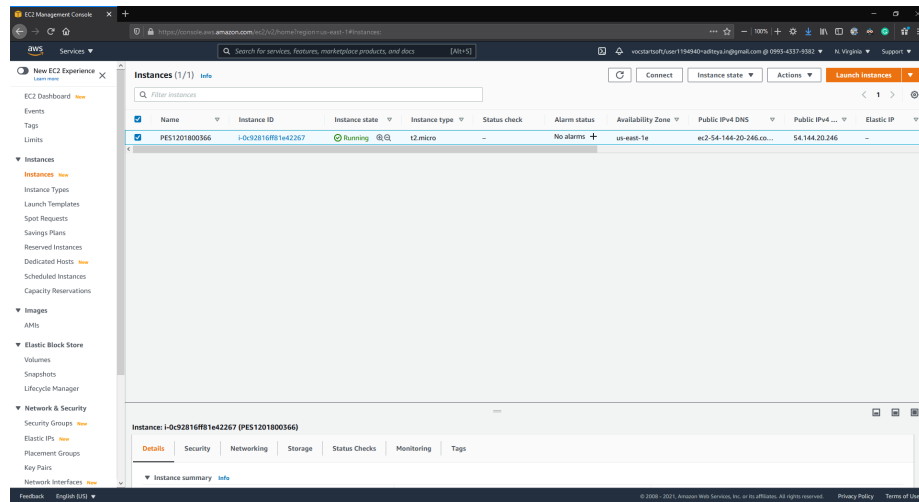 EC2 Management Console
https://console.aws.amazon.com/ec2/v2/home?region=us-east-1#Instances:
100%
aws Services Search for services, features, marketplace products, and docs [Alt+S] vocstartsoft/user1194940=aditeya.in@gmail.com @ 0993-4337-9382 N. Virginia Support
New EC2 Experience
Learn more
EC2 Dashboard New
Events
Tags
Limits
Instances
Instances New
Instance Types
Launch Templates
Spot Requests
Savings Plans
Reserved Instances
Dedicated Hosts New
Scheduled Instances
Capacity Reservations
Images
AMIs
Elastic Block Store
Volumes
Snapshots
Lifecycle Manager
Network & Security
Security Groups New
Elastic IPs New
Placement Groups
Key Pairs
Network Interfaces New
Instances (1/1) Info Connect Instance state Actions Launch instances
Filter instances 1
Name Instance ID Instance state Instance type Status check Alarm status Availability Zone Public IPv4 DNS Public IPv4 ... Elastic IP
PES1201800366 i-0c92816ff81e42267 Running t2.micro – No alarms + us-east-1e ec2-54-144-20-246.co... 54.144.20.246 –
Instance: i-0c92816ff81e42267 (PES1201800366)
Details Security Networking Storage Status Checks Monitoring Tags
Instance summary Info
Feedback English (US) © 2008 - 2021, Amazon Web Services, Inc. or its affiliates. All rights reserved. Privacy Policy Terms of Use